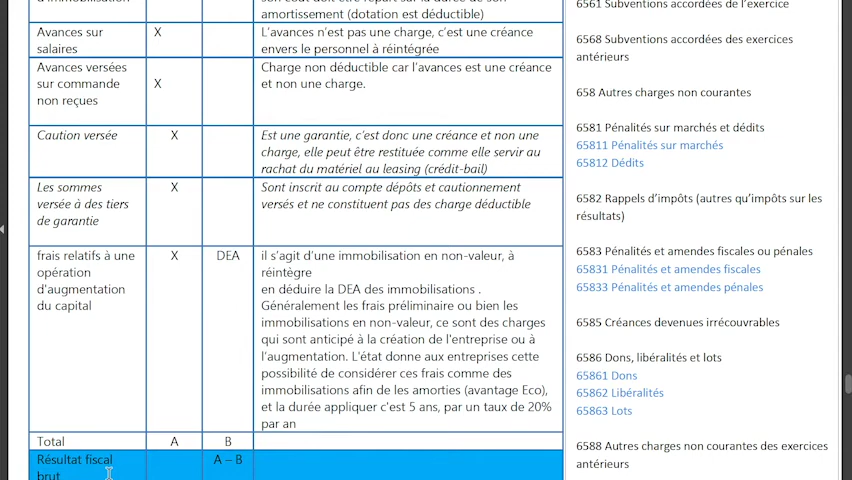 d'immobilisation
son coût doit être réparti sur la durée de son
amortissement (dotation est déductible)
Avances sur
salaires
X
L'avances n'est pas une charge, c'est une créance
envers le personnel à réintégrée
Avances versées
sur commande
non reçues
X
Charge non déductible car l'avances est une créance
et non une charge.
Caution versée
X
Est une garantie, c'est donc une créance et non une
charge, elle peut être restituée comme elle servir au
rachat du matériel au leasing (crédit-bail)
Les sommes
versée à des tiers
de garantie
X
Sont inscrit au compte dépôts et cautionnement
versés et ne constituent pas des charge déductible
frais relatifs à une
opération
d'augmentation
du capital
X
DEA
il s'agit d'une immobilisation en non-valeur, à
réintègre
en déduire la DEA des immobilisations .
Généralement les frais préliminaire ou bien les
immobilisations en non-valeur, ce sont des charges
qui sont anticipé à la création de l'entreprise ou à
l'augmentation. L'état donne aux entreprises cette
possibilité de considérer ces frais comme des
immobilisations afin de les amorties (avantage Eco),
et la durée appliquer c'est 5 ans, par un taux de 20%
par an
Total
A
B
Résultat fiscal
brut
A – B
6561 Subventions accordées de l'exercice
6568 Subventions accordées des exercices
antérieurs
658 Autres charges non courantes
6581 Pénalités sur marchés et dédits
65811 Pénalités sur marchés
65812 Dédits
6582 Rappels d'impôts (autres qu'impôts sur les
résultats)
6583 Pénalités et amendes fiscales ou pénales
65831 Pénalités et amendes fiscales
65833 Pénalités et amendes pénales
6585 Créances devenues irrécouvrables
6586 Dons, libéralités et lots
65861 Dons
65862 Libéralités
65863 Lots
6588 Autres charges non courantes des exercices
antérieurs